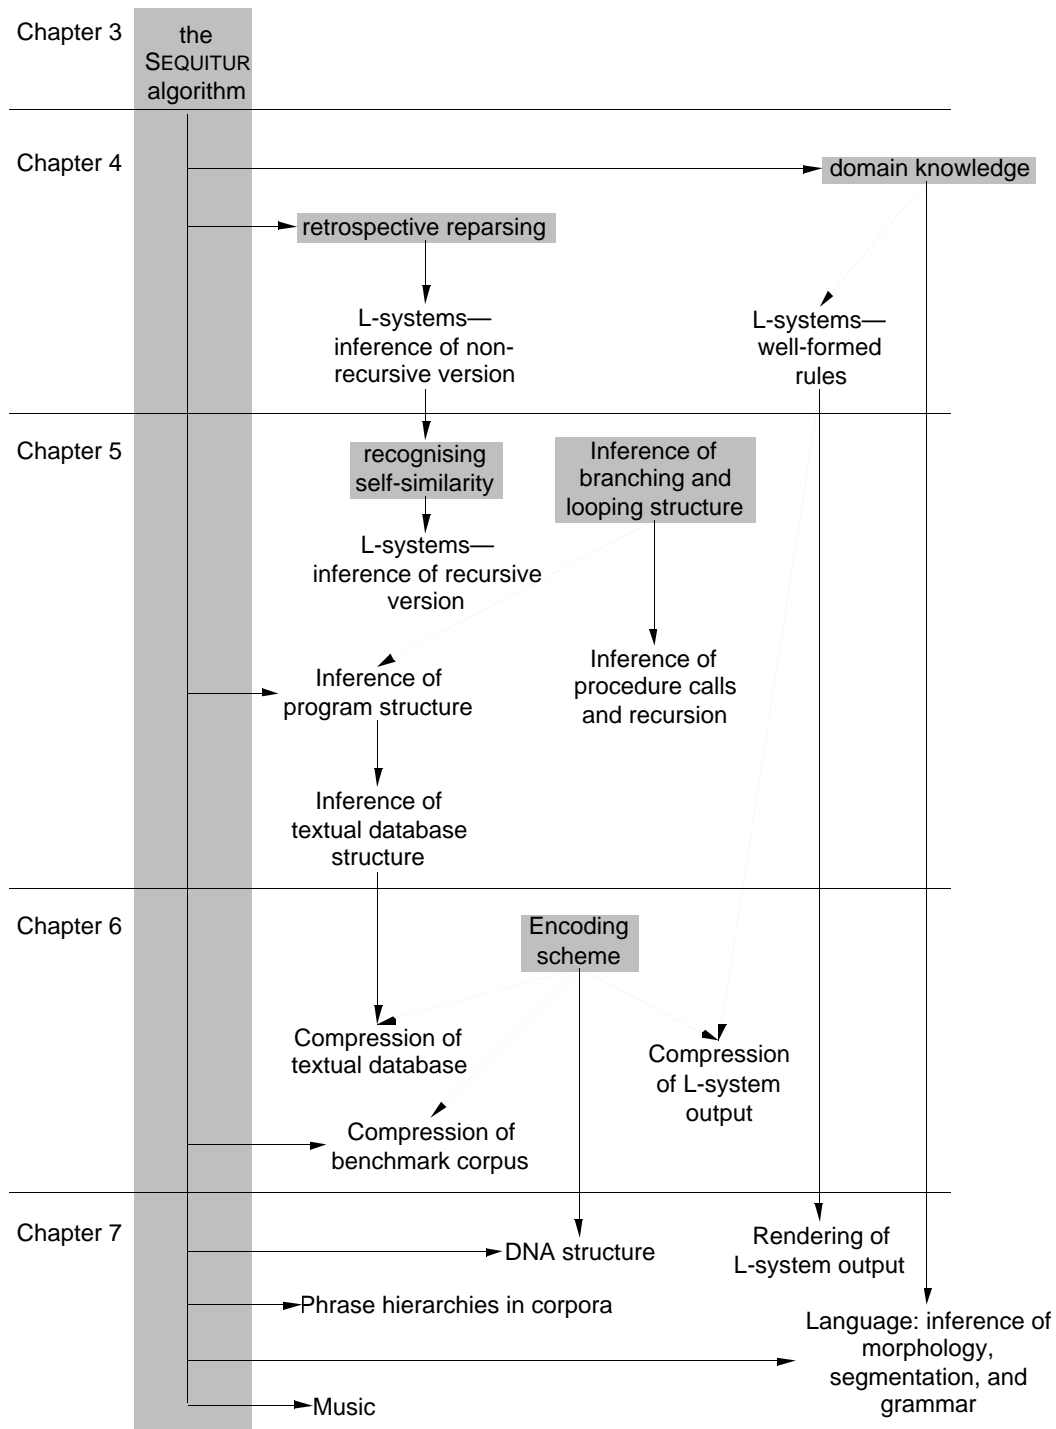 Chapter 3
the
SEQUITUR
algorithm
Chapter 4
domain knowledge
retrospective reparsing
L-systems—
inference of non-
recursive version
L-systems—
well-formed
rules
Chapter 5
recognising
self-similarity
Inference of
branching and
looping structure
L-systems—
inference of recursive
version
Inference of
procedure calls
and recursion
Inference of
program structure
Inference of
textual database
structure
Chapter 6
Encoding
scheme
Compression of
textual database
Compression
of L-system
output
Compression of
benchmark corpus
Chapter 7
DNA structure
Rendering of
L-system output
Phrase hierarchies in corpora
Language: inference of
morphology,
segmentation, and
grammar
Music